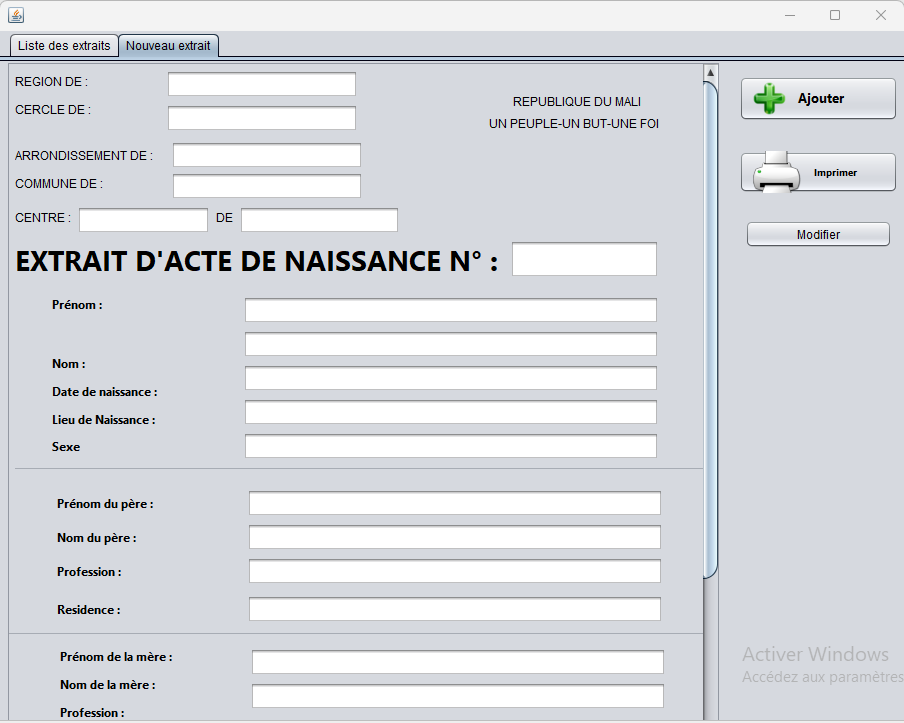 Liste des extraits Nouveau extrait
REGION DE :
CERCLE DE :
REPUBLIQUE DU MALI
UN PEUPLE-UN BUT-UNE FOI
ARRONDISSEMENT DE :
COMMUNE DE :
CENTRE : DE
EXTRAIT D'ACTE DE NAISSANCE N° :
Prénom :
Nom :
Date de naissance :
Lieu de Naissance :
Sexe
Prénom du père :
Nom du père :
Profession :
Residence :
Prénom de la mère :
Nom de la mère :
Profession :
Ajouter
Imprimer
Modifier
Activer Windows
Accédez aux paramètres